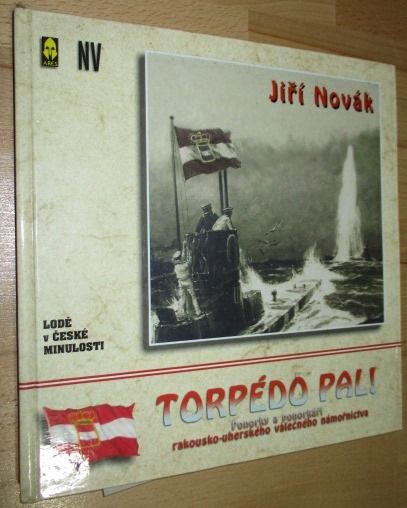 ARES
NV
Jiří Novák
LODĚ
V ČESKÉ
MINULOSTI
TORPÉDO PAL!
Ponorky a ponorkáři
rakousko-uherského válečného námořnictva